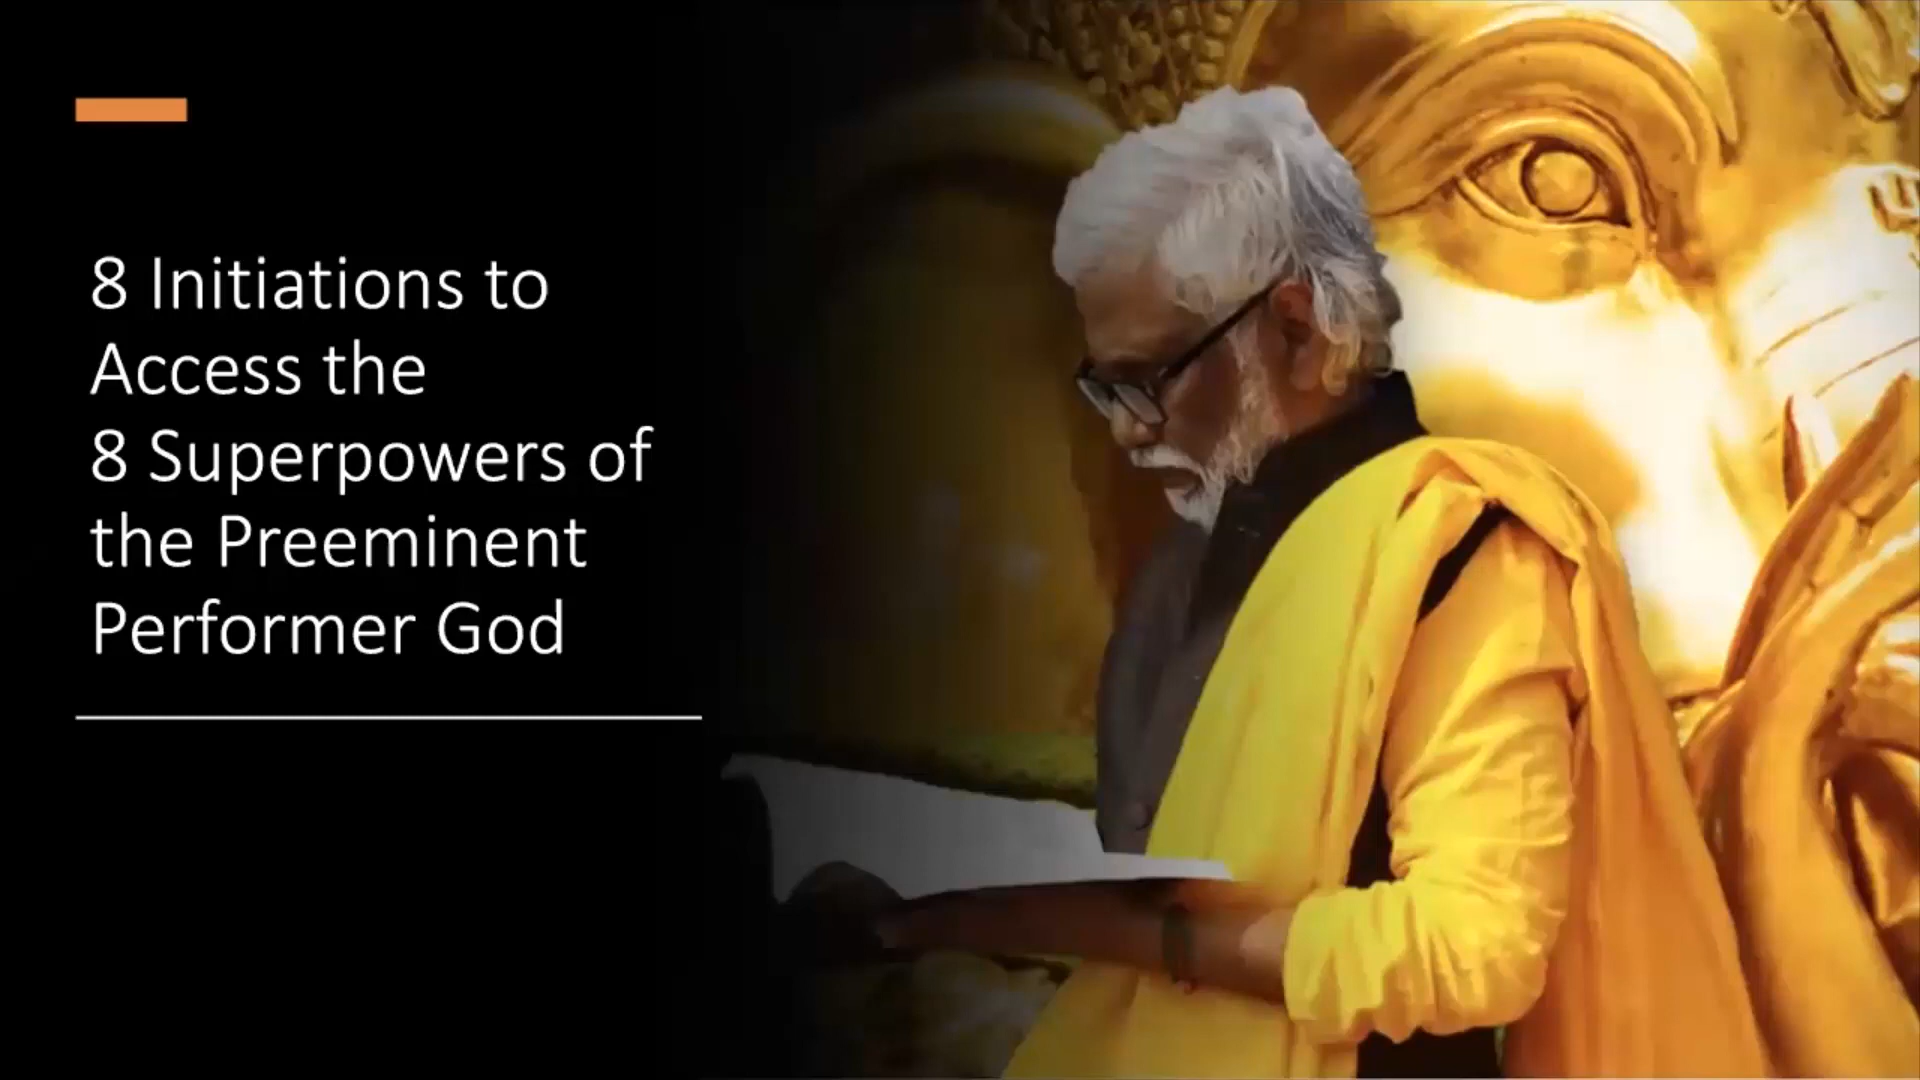 8 Initiations to
Access the
8 Superpowers of
the Preeminent
Performer God